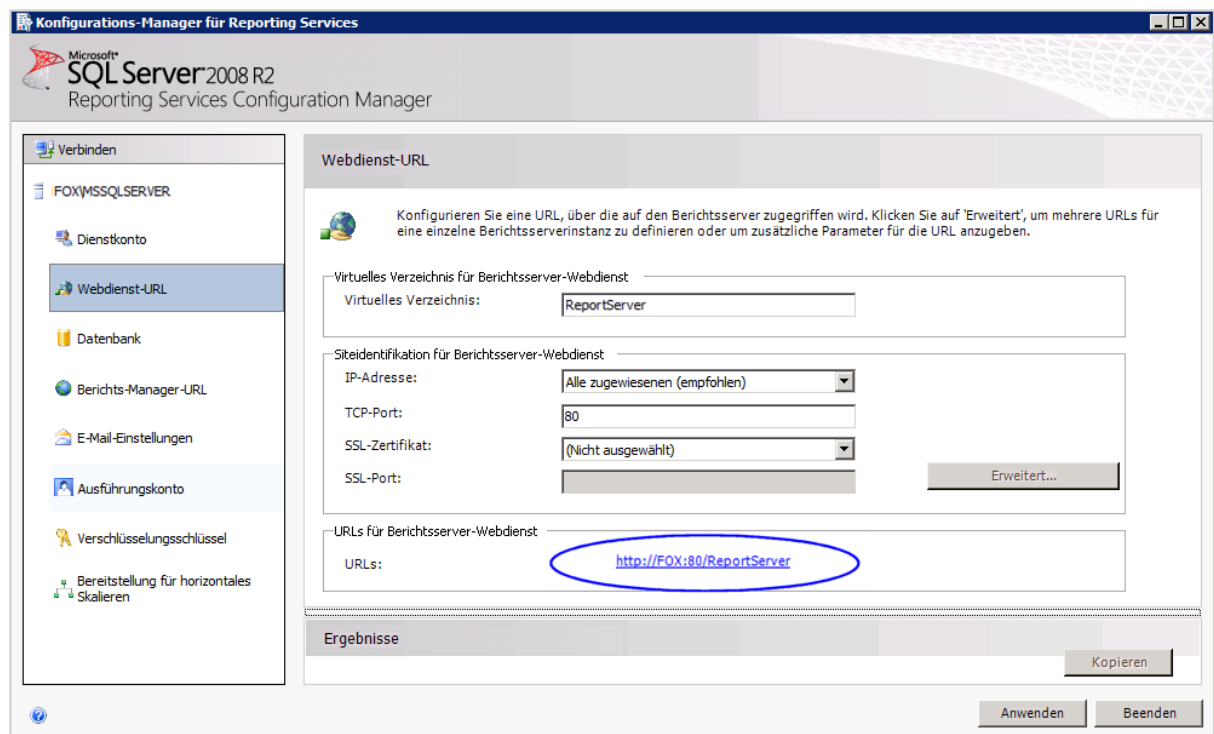 Konfigurations-Manager für Reporting Services
Microsoft®
SQL Server 2008 R2
Reporting Services Configuration Manager
Verbinden
FOX\MSSQLSERVER
Dienstkonto
Webdienst-URL
Datenbank
Berichts-Manager-URL
E-Mail-Einstellungen
Ausführungskonto
Verschlüsselungsschlüssel
Bereitstellung für horizontales
Skalieren
Webdienst-URL
Konfigurieren Sie eine URL, über die auf den Berichtsserver zugegriffen wird. Klicken Sie auf 'Erweitert', um mehrere URLs für
eine einzelne Berichtsserverinstanz zu definieren oder um zusätzliche Parameter für die URL anzugeben.
Virtuelles Verzeichnis für Berichtsserver-Webdienst
Virtuelles Verzeichnis: ReportServer
Siteidentifikation für Berichtsserver-Webdienst
IP-Adresse: Alle zugewiesenen (empfohlen)
TCP-Port: 80
SSL-Zertifikat: (Nicht ausgewählt)
SSL-Port:
Erweitert...
URLs für Berichtsserver-Webdienst
URLs: http://FOX:80/ReportServer
Ergebnisse
Kopieren
Anwenden Beenden